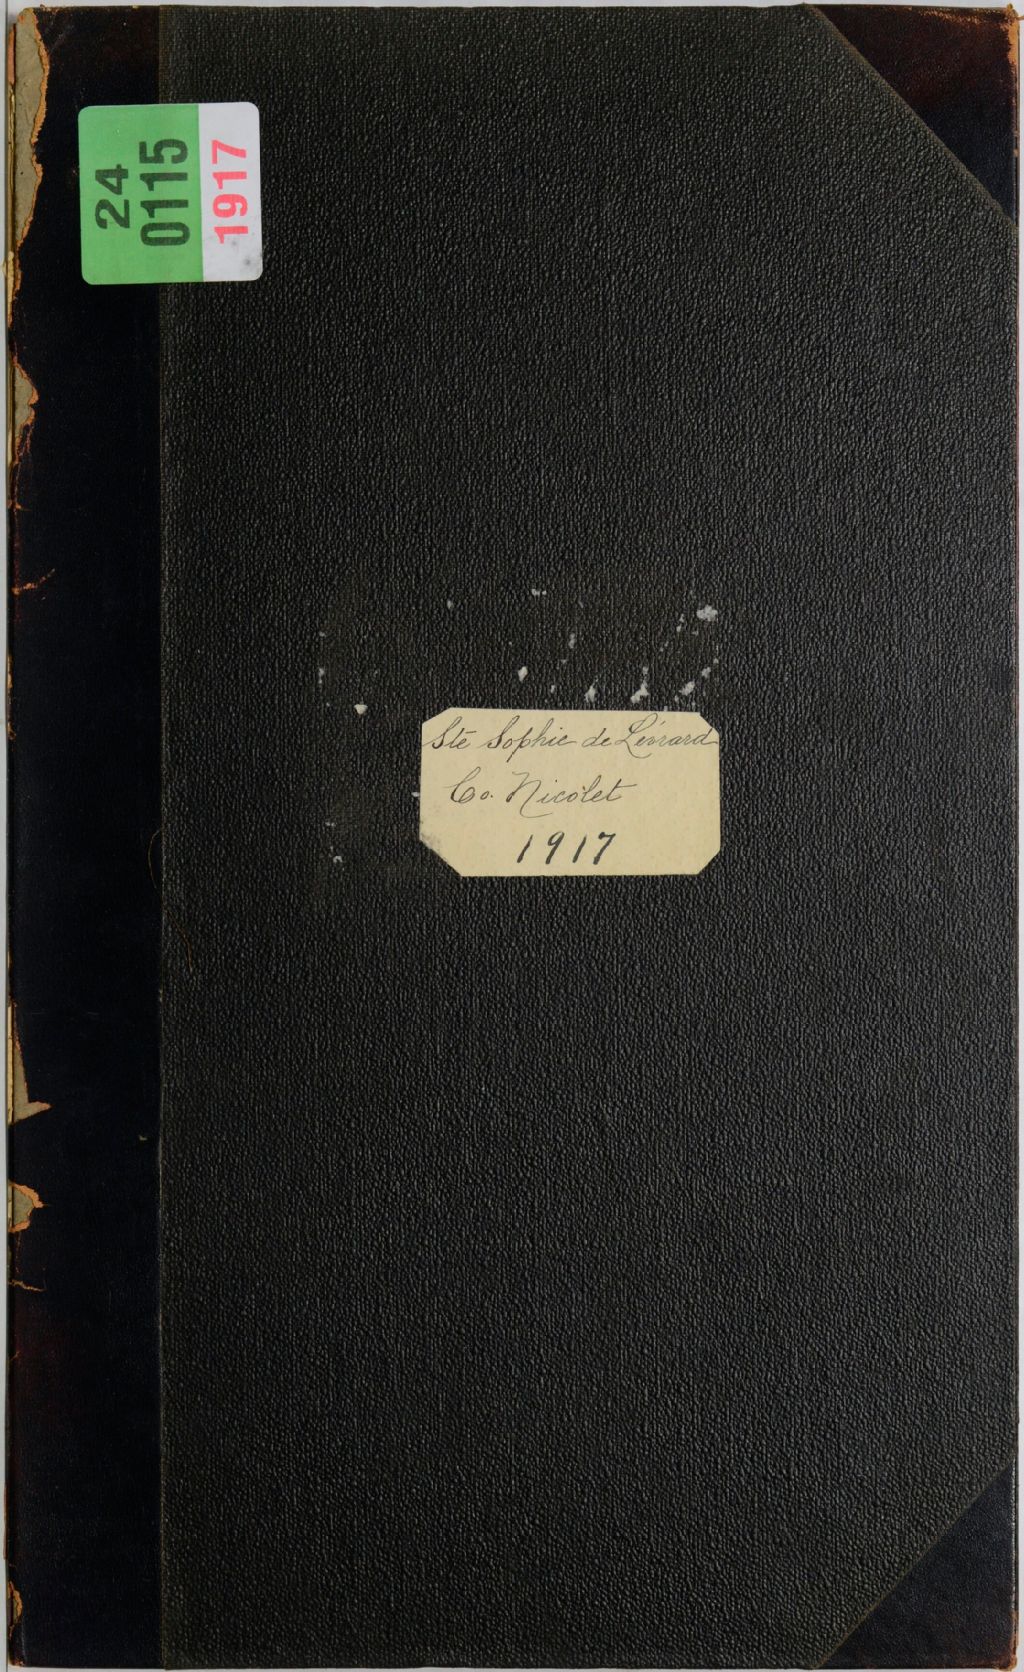 24
0115
1917
Ste Sophie de Lévrard
Co. Nicolet
1917